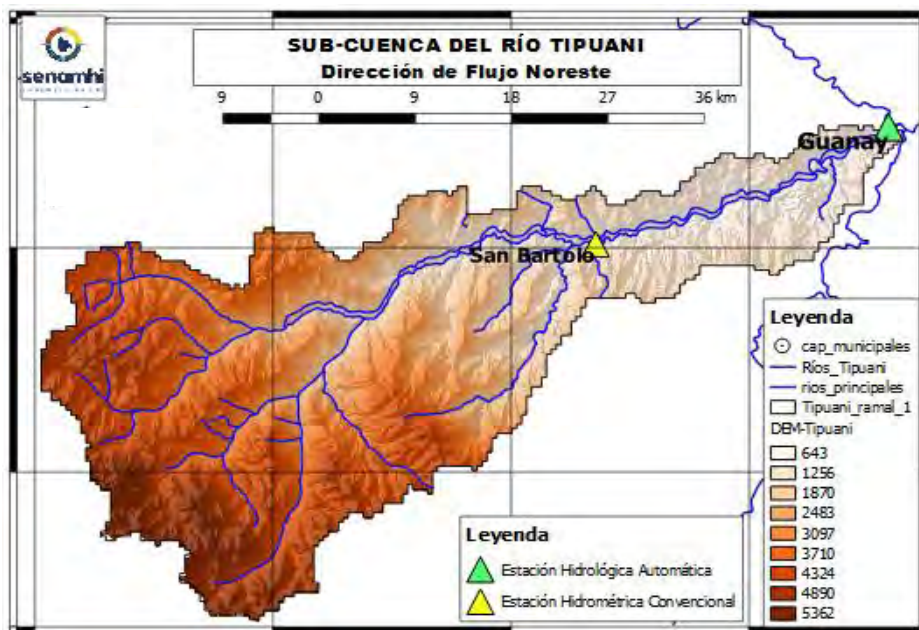 senamhi
SUB-CUENCA DEL RÍO TIPUANI
Dirección de Flujo Noreste
9 0 9 18 27 36 km
Guanay
San Bartolo
Leyenda
cap_municipales
Ríos_Tipuani
rios_principales
Tipuani_ramal_1
DEM-Tipuani
643
1256
1870
2483
3097
3710
4324
4890
5362
Leyenda
Estación Hidrológica Automática
Estación Hidrométrica Convencional